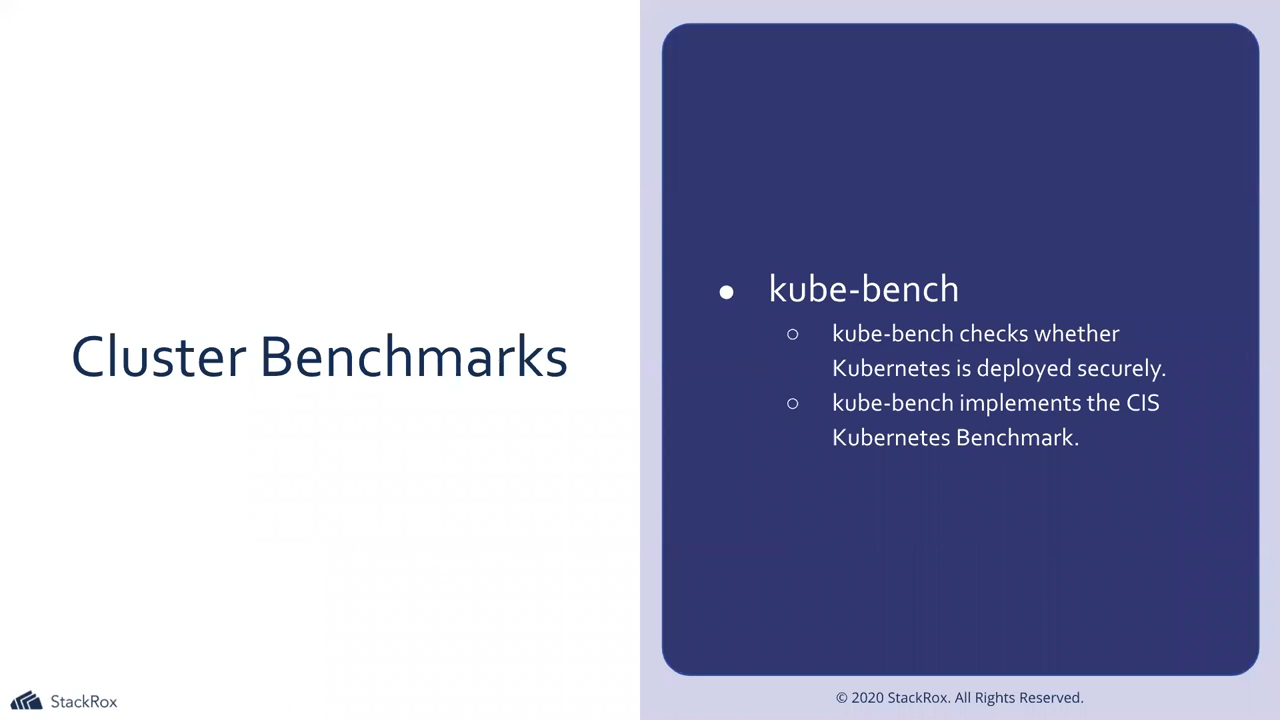 Cluster Benchmarks
● kube-bench
○ kube-bench checks whether
Kubernetes is deployed securely.
○ kube-bench implements the CIS
Kubernetes Benchmark.
StackRox
© 2020 StackRox. All Rights Reserved.